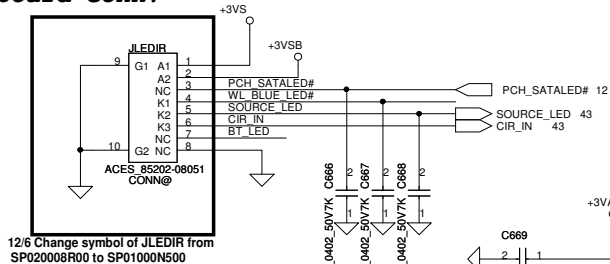 +3VS
+3VSB
JLEDIR
9 G1 A1 1
A2 2
NC 3 PCH_SATALED# PCH_SATALED# 12
K1 4 WL_BLUE_LED#
K2 5 SOURCE_LED SOURCE_LED 43
K3 6 CIR_IN CIR_IN 43
NC 7 BT_LED
10 G2 NC 8
ACES_85202-08051
CONN@
C666 2 1
C667 2 1
C668 2 1
0402_50V7K
0402_50V7K
0402_50V7K
12/6 Change symbol of JLEDIR from
SP020008R00 to SP01000N500
C669
2 1